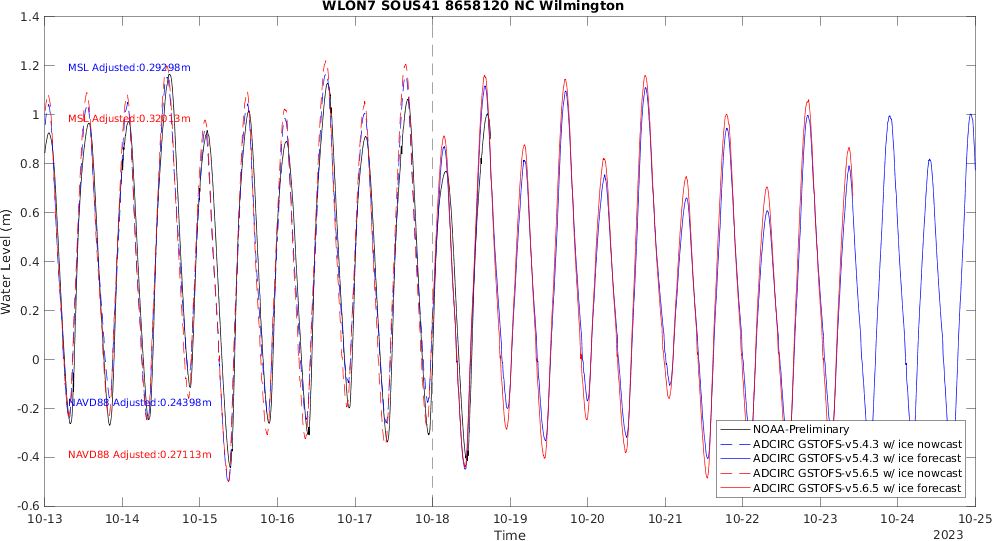 WLON7 SOUS41 8658120 NC Wilmington
1.4
1.2
1
0.8
0.6
0.4
0.2
0
-0.2
-0.4
-0.6
Water Level (m)
MSL Adjusted:0.29298m
MSL Adjusted:0.32013m
NAVD88 Adjusted:0.24398m
NAVD88 Adjusted:0.27113m
NOAA-Preliminary
ADCIRC GSTOFS-v5.4.3 w/ ice nowcast
ADCIRC GSTOFS-v5.4.3 w/ ice forecast
ADCIRC GSTOFS-v5.6.5 w/ ice nowcast
ADCIRC GSTOFS-v5.6.5 w/ ice forecast
10-13 10-14 10-15 10-16 10-17 10-18 10-19 10-20 10-21 10-22 10-23 10-24 10-25
Time
2023